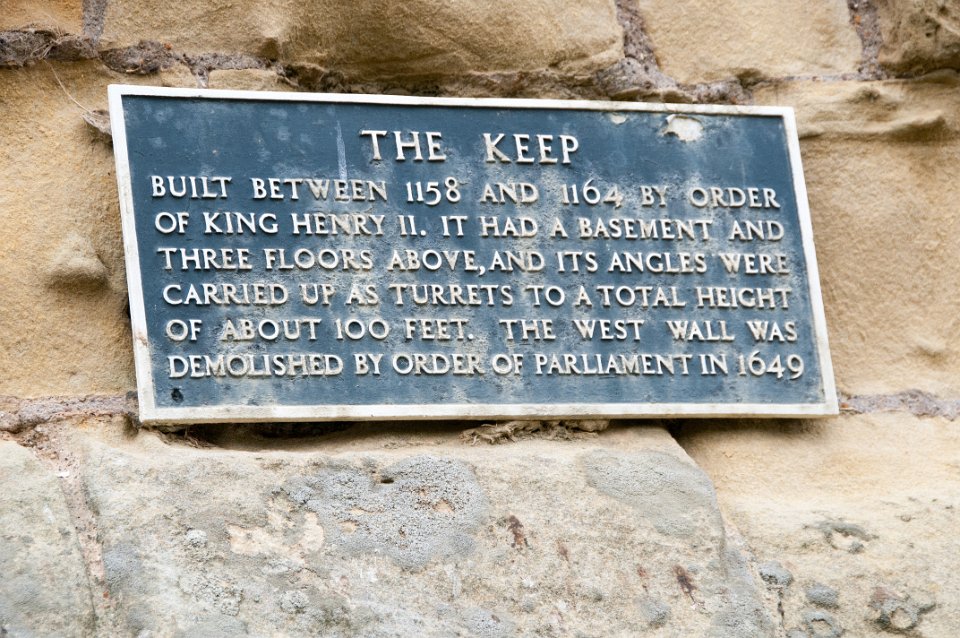 THE KEEP
BUILT BETWEEN 1158 AND 1164 BY ORDER
OF KING HENRY II. IT HAD A BASEMENT AND
THREE FLOORS ABOVE, AND ITS ANGLES WERE
CARRIED UP AS TURRETS TO A TOTAL HEIGHT
OF ABOUT 100 FEET. THE WEST WALL WAS
DEMOLISHED BY ORDER OF PARLIAMENT IN 1649